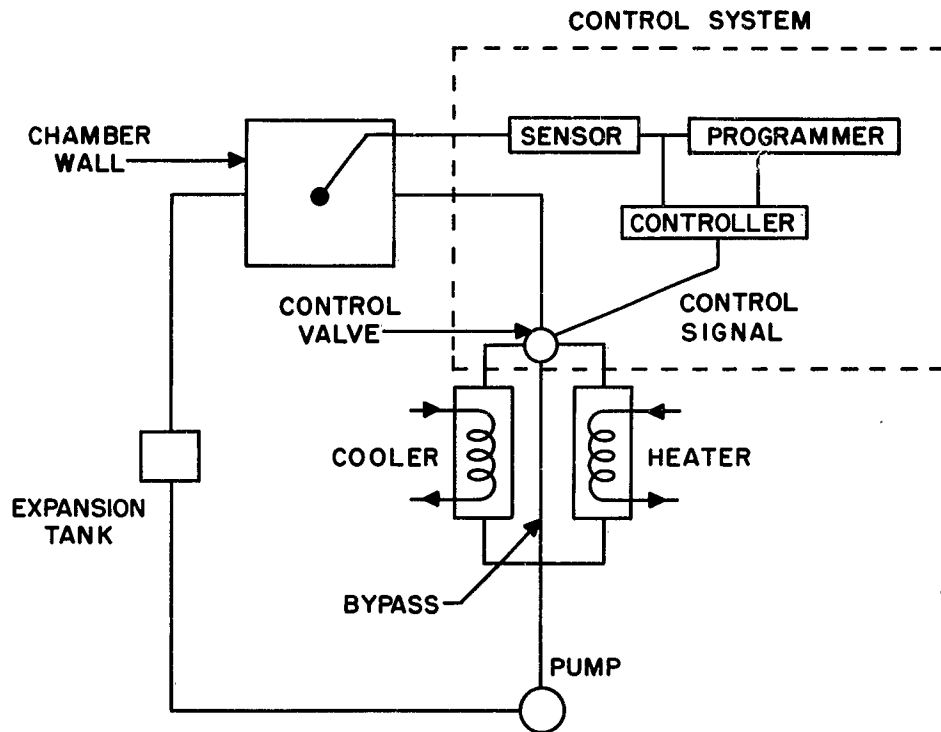 CONTROL SYSTEM
CHAMBER
WALL
SENSOR
PROGRAMMER
CONTROLLER
CONTROL
VALVE
CONTROL
SIGNAL
COOLER
HEATER
EXPANSION
TANK
BYPASS
PUMP